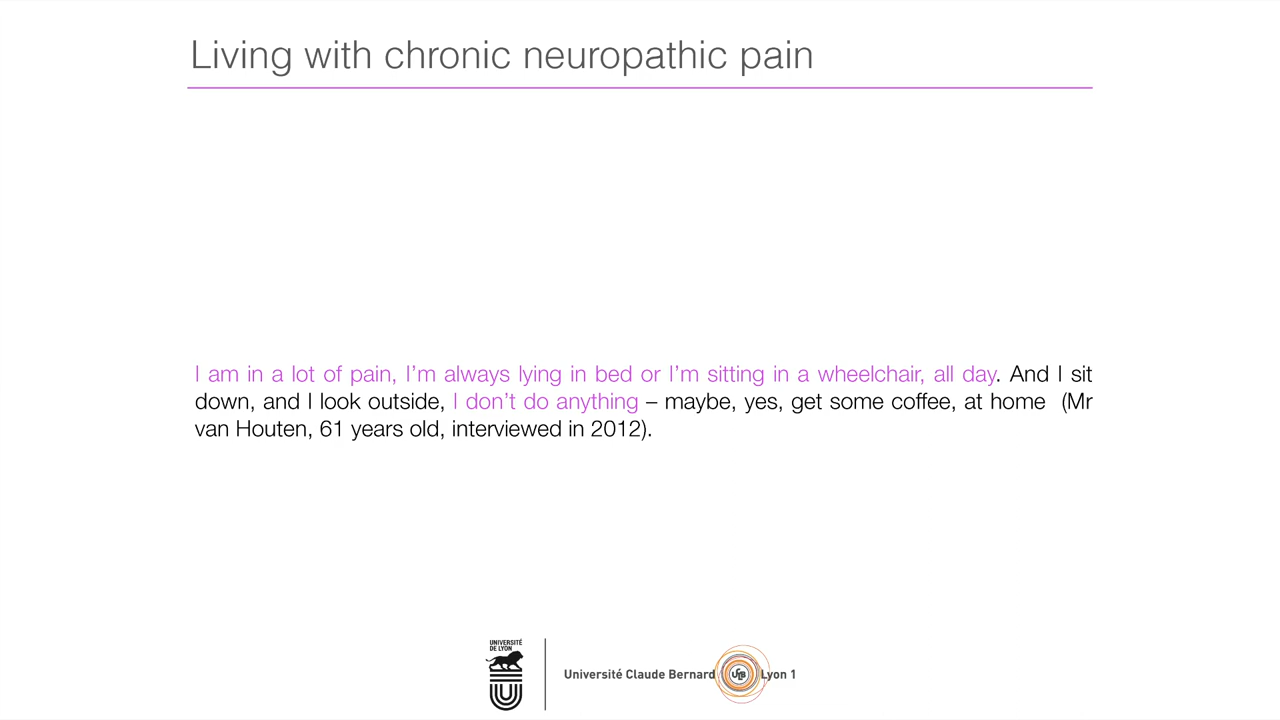 Living with chronic neuropathic pain
I am in a lot of pain, I’m always lying in bed or I’m sitting in a wheelchair, all day. And I sit
down, and I look outside, I don’t do anything – maybe, yes, get some coffee, at home (Mr
van Houten, 61 years old, interviewed in 2012).
UNIVERSITÉ
DE LYON
Université Claude Bernard UCB Lyon 1